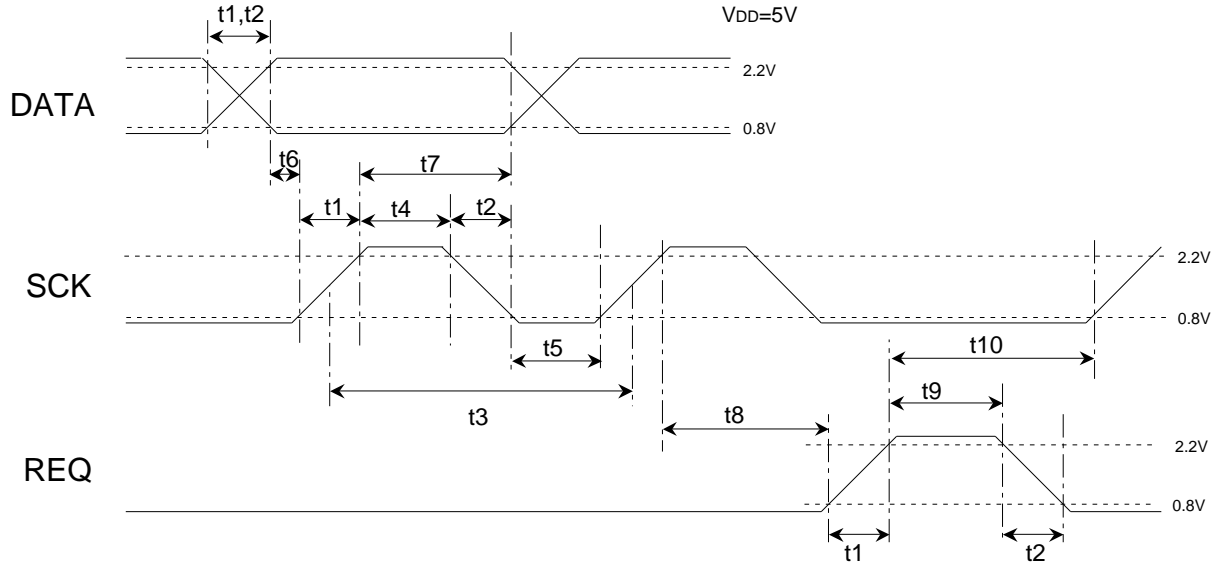 t1,t2
VDD=5V
2.2V
DATA
0.8V
t6
t7
t1
t4
t2
2.2V
SCK
0.8V
t5
t10
t3
t9
t8
2.2V
REQ
0.8V
t1
t2